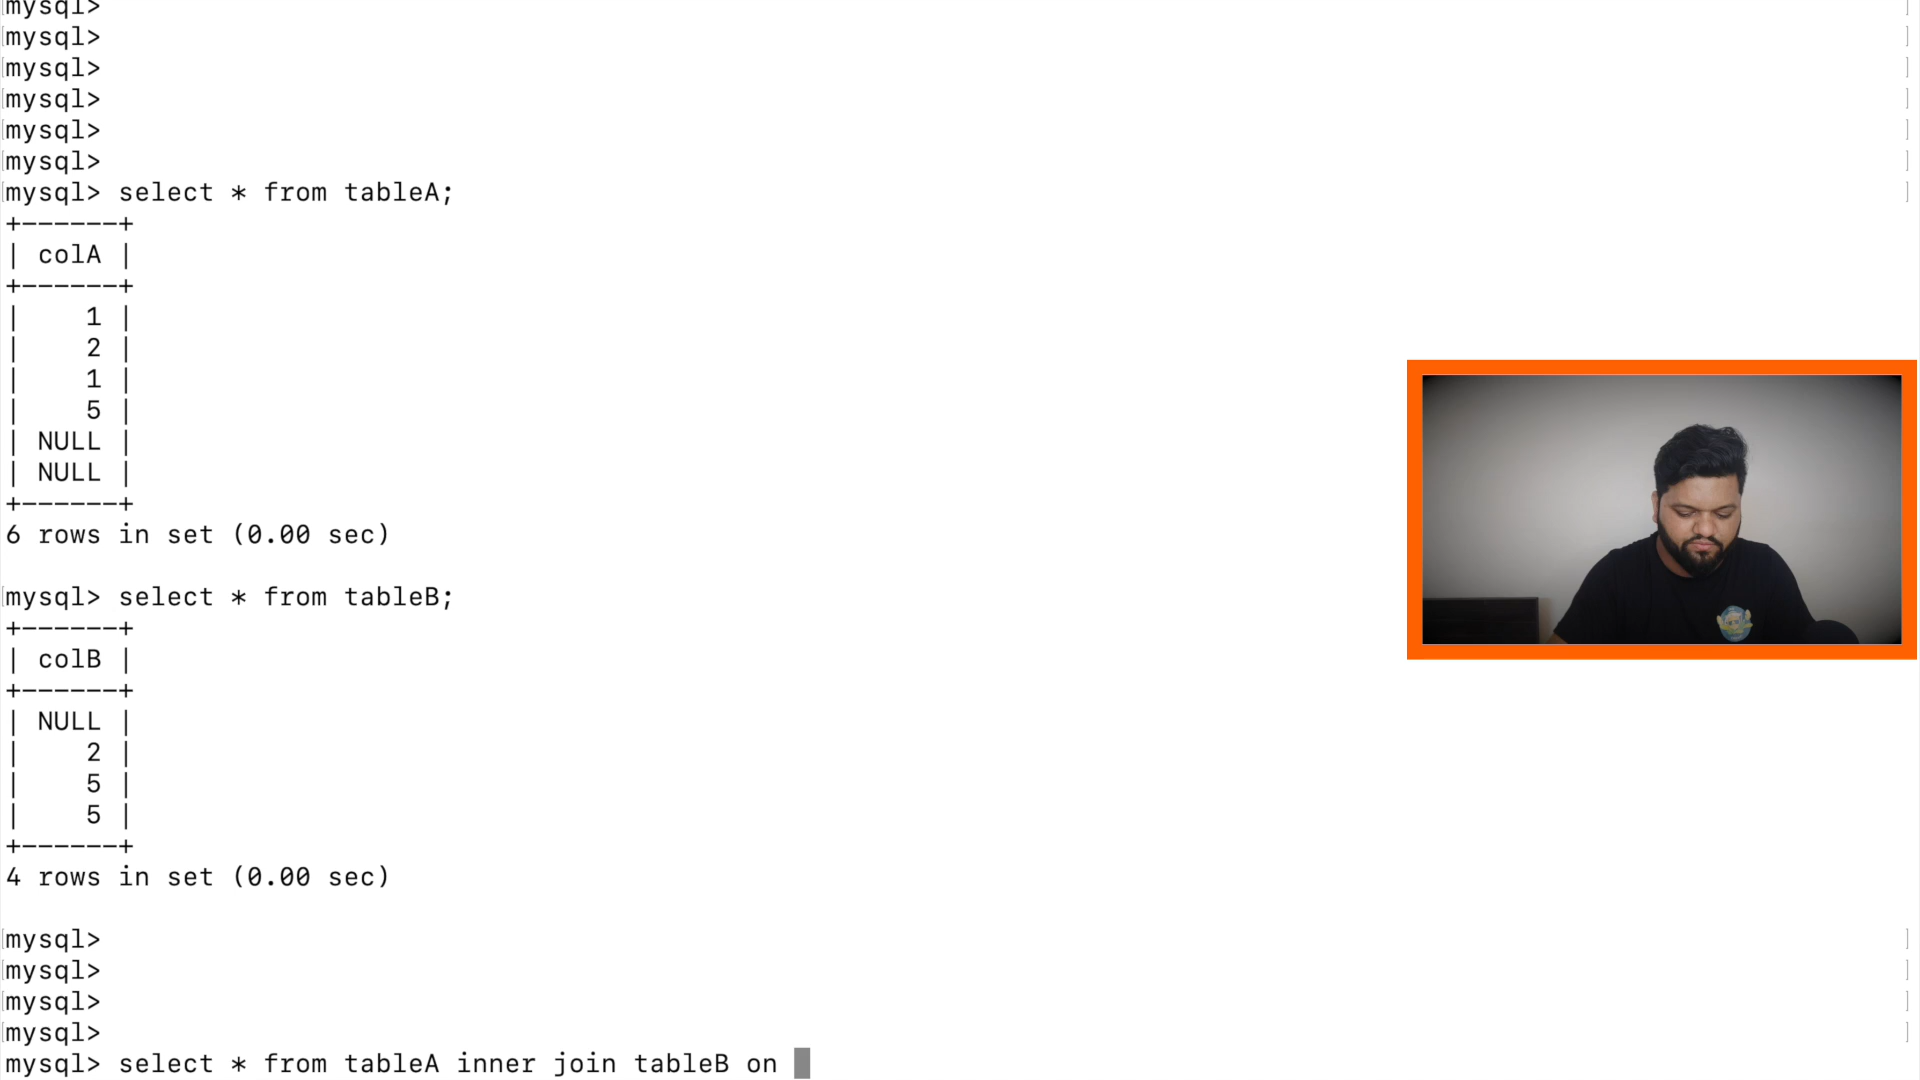 mysql>
mysql>
mysql>
mysql>
mysql>
mysql>
mysql> select * from tableA;
+------+
| colA |
+------+
|    1 |
|    2 |
|    1 |
|    5 |
| NULL |
| NULL |
+------+
6 rows in set (0.00 sec)
mysql> select * from tableB;
+------+
| colB |
+------+
| NULL |
|    2 |
|    5 |
|    5 |
+------+
4 rows in set (0.00 sec)
mysql>
mysql>
mysql>
mysql>
mysql> select * from tableA inner join tableB on